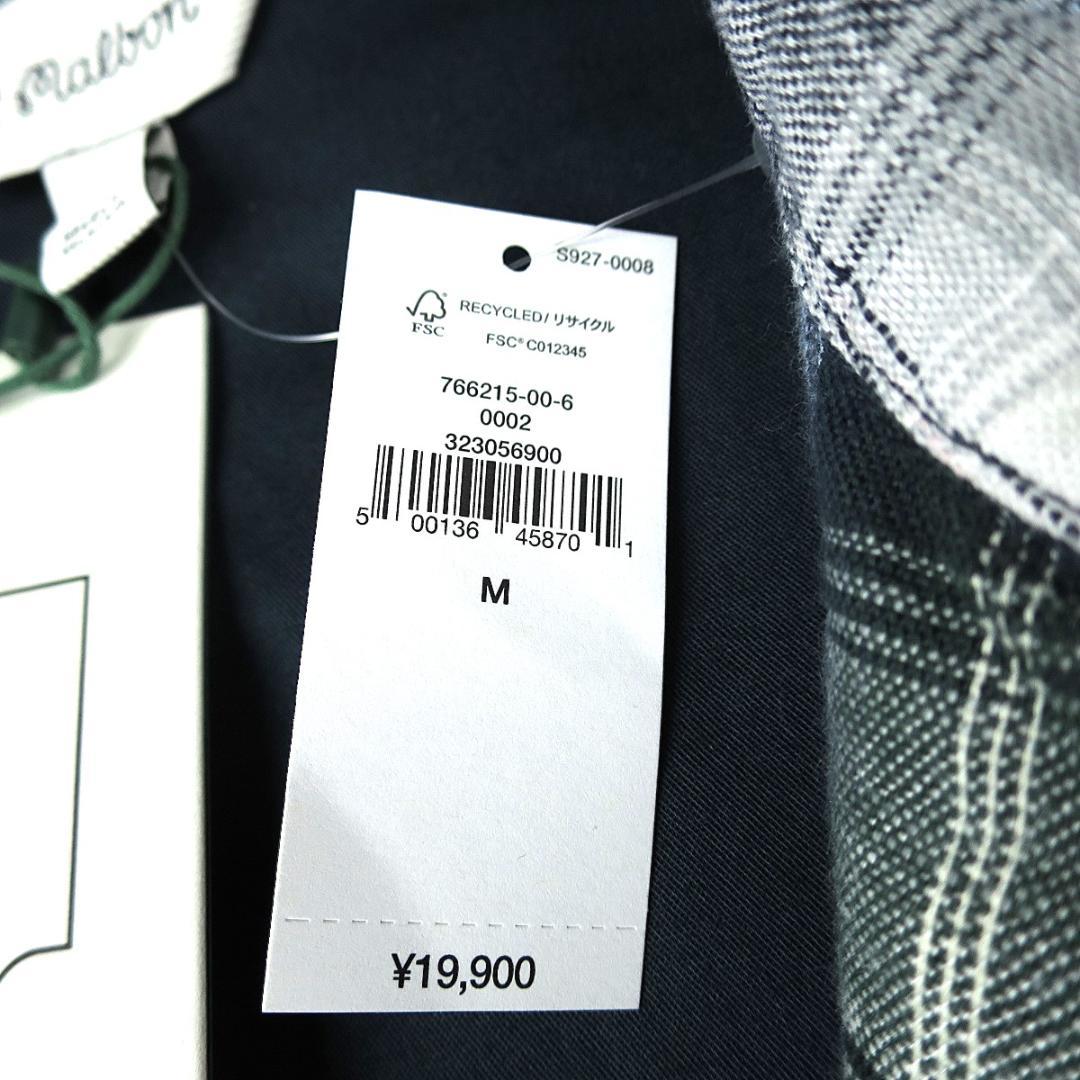 Malbon
S927-0008
RECYCLED/リサイクル
FSC
FSC® C012345
766215-00-6
0002
323056900
5 00136 45870 1
M
¥19,900